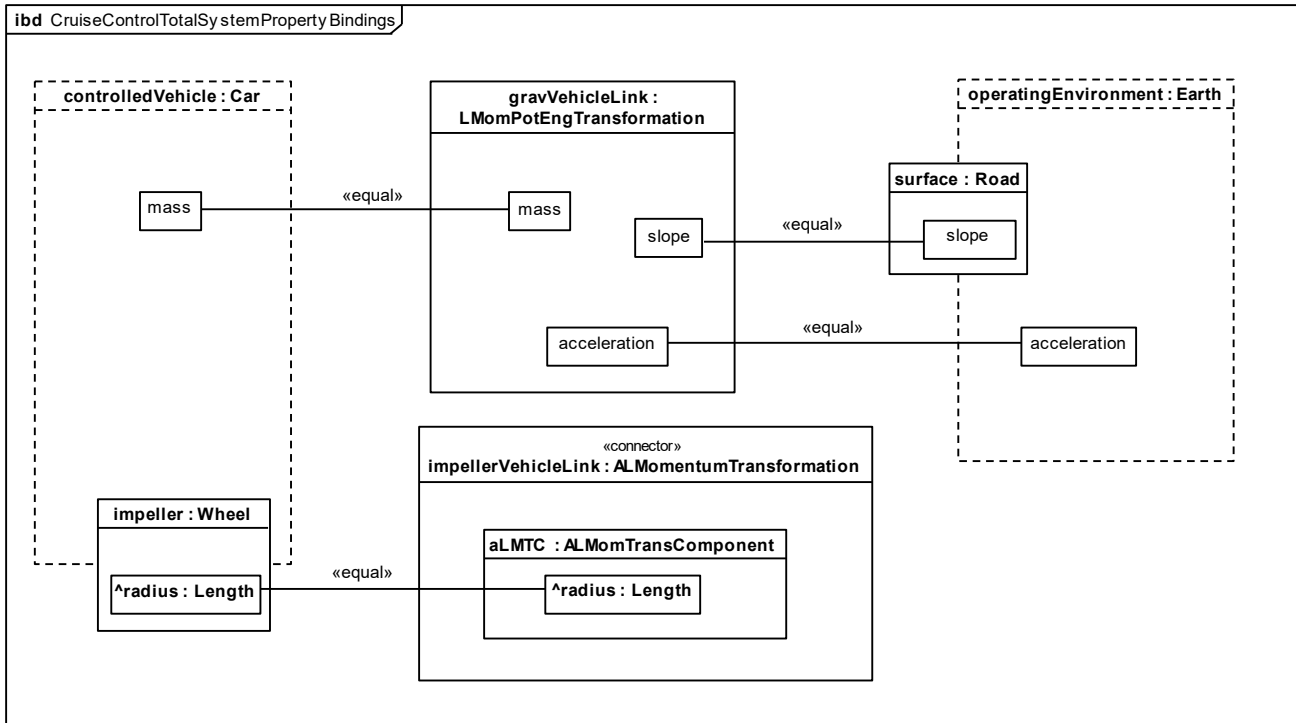 ibd CruiseControlTotalSystemPropertyBindings
controlledVehicle : Car
gravVehicleLink :
LMomPotEngTransformation
operatingEnvironment : Earth
surface : Road
mass
«equal»
mass
slope
«equal»
slope
acceleration
«equal»
acceleration
«connector»
impellerVehicleLink : ALMomentumTransformation
impeller : Wheel
aLMTC : ALMomTransComponent
^radius : Length
«equal»
^radius : Length